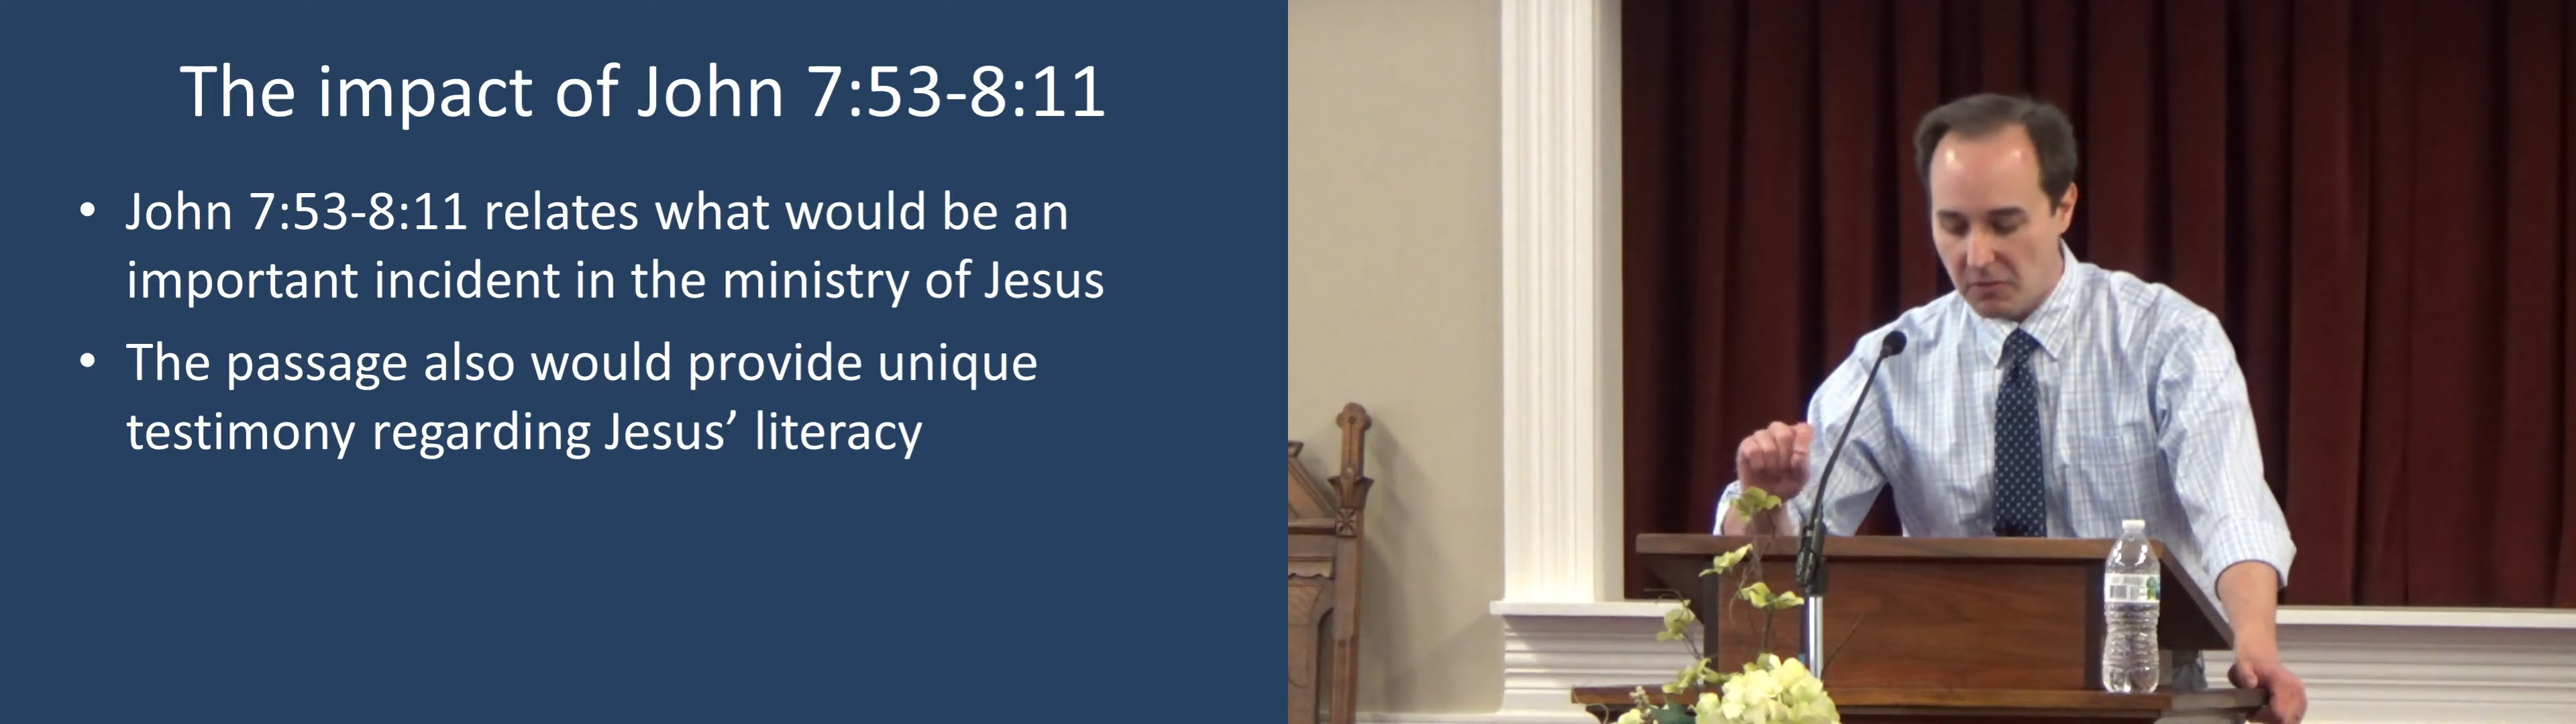 The impact of John 7:53-8:11
• John 7:53-8:11 relates what would be an
important incident in the ministry of Jesus
• The passage also would provide unique
testimony regarding Jesus’ literacy